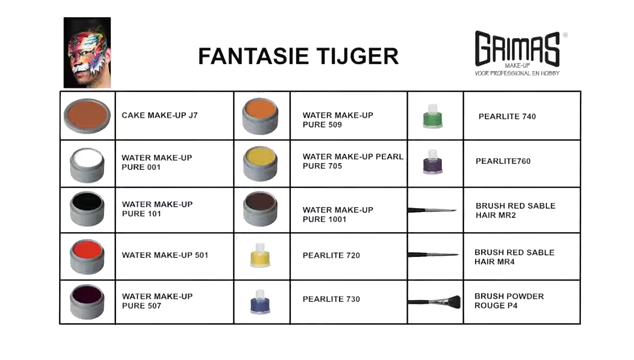 FANTASIE TIJGER
GRIMAS®
MAKE-UP
VOOR PROFESSIONAL EN HOBBY
CAKE MAKE-UP J7
WATER MAKE-UP
PURE 509
PEARLITE 740
WATER MAKE-UP
PURE 001
WATER MAKE-UP PEARL
PURE 705
PEARLITE760
WATER MAKE-UP
PURE 101
WATER MAKE-UP
PURE 1001
BRUSH RED SABLE
HAIR MR2
WATER MAKE-UP 501
PEARLITE 720
BRUSH RED SABLE
HAIR MR4
WATER MAKE-UP
PURE 507
PEARLITE 730
BRUSH POWDER
ROUGE P4